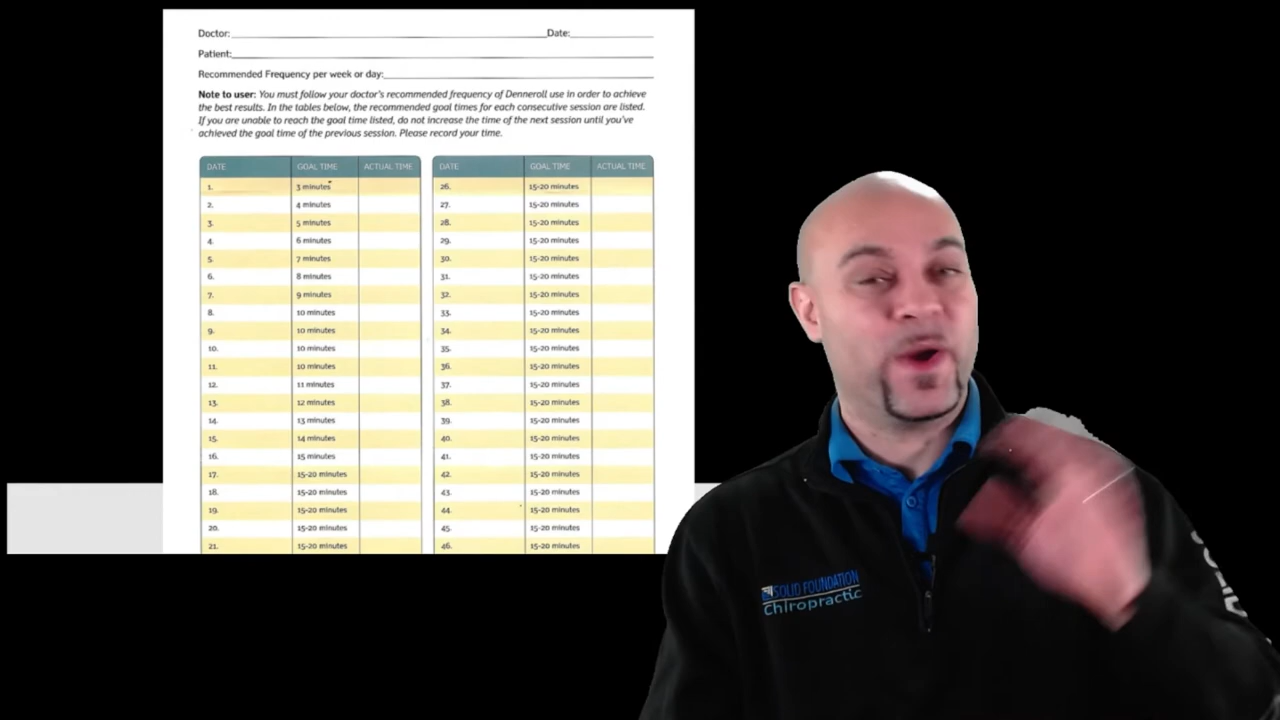 Doctor: Date:
Patient:
Recommended Frequency per week or day:
Note to user: You must follow your doctor's recommended frequency of Denneroll use in order to achieve
the best results. In the tables below, the recommended goal times for each consecutive session are listed.
If you are unable to reach the goal time listed, do not increase the time of the next session until you've
achieved the goal time of the previous session. Please record your time.
DATE GOAL TIME ACTUAL TIME DATE GOAL TIME ACTUAL TIME
1. 3 minutes 26. 15-20 minutes
2. 4 minutes 27. 15-20 minutes
3. 5 minutes 28. 15-20 minutes
4. 6 minutes 29. 15-20 minutes
5. 7 minutes 30. 15-20 minutes
6. 8 minutes 31. 15-20 minutes
7. 9 minutes 32. 15-20 minutes
8. 10 minutes 33. 15-20 minutes
9. 10 minutes 34. 15-20 minutes
10. 10 minutes 35. 15-20 minutes
11. 10 minutes 36. 15-20 minutes
12. 11 minutes 37. 15-20 minutes
13. 12 minutes 38. 15-20 minutes
14. 13 minutes 39. 15-20 minutes
15. 14 minutes 40. 15-20 minutes
16. 15 minutes 41. 15-20 minutes
17. 15-20 minutes 42. 15-20 minutes
18. 15-20 minutes 43. 15-20 minutes
19. 15-20 minutes 44. 15-20 minutes
20. 15-20 minutes 45. 15-20 minutes
21. 15-20 minutes 46. 15-20 minutes
SOLID FOUNDATION
Chiropractic